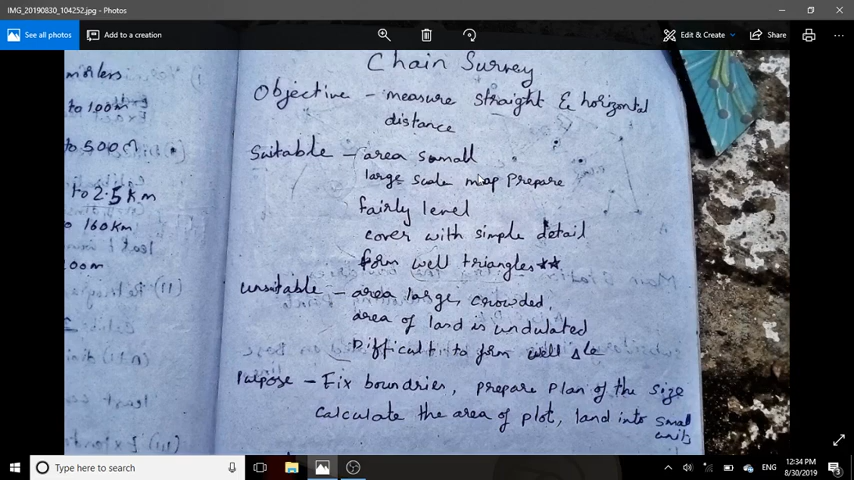 IMG_20190830_104252.jpg - Photos
See all photos
Add to a creation
Edit & Create
Share
Chain Survey
Objective - measure straight & horizontal
distance
Suitable - area small
large scale map prepare
fairly level
cover with simple detail
form well triangles**
Unsuitable - area large, crowded,
area of land is undulated
Difficult to form well Δle
Purpose - Fix boundries, prepare plan of the size
calculate the area of plot, land into small
units
to 100m
to 500m
to 2.5km
160km
00m
Type here to search
ENG
12:34 PM
8/30/2019